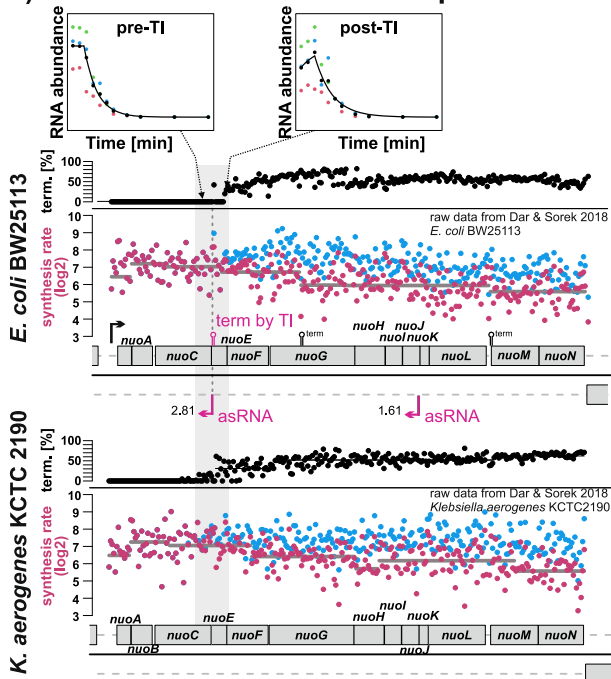 pre-TI
post-TI
RNA abundance
RNA abundance
Time [min]
Time [min]
E. coli BW25113
term. [%]
100
50
0
raw data from Dar & Sorek 2018
E. coli BW25113
synthesis rate
(log2)
10
9
8
7
6
5
4
3
term by TI
term
term
nuoA
nuoE
nuoH
nuoI
nuoJ
nuoK
nuoC
nuoF
nuoG
nuoL
nuoM
nuoN
2.81
asRNA
1.61
asRNA
K. aerogenes KCTC 2190
term. [%]
100
50
0
raw data from Dar & Sorek 2018
Klebsiella aerogenes KCTC2190
synthesis rate
(log2)
10
9
8
7
6
5
4
3
nuoA
nuoE
nuoH
nuoI
nuoK
nuoC
nuoF
nuoG
nuoL
nuoM
nuoN
nuoB
nuoJ